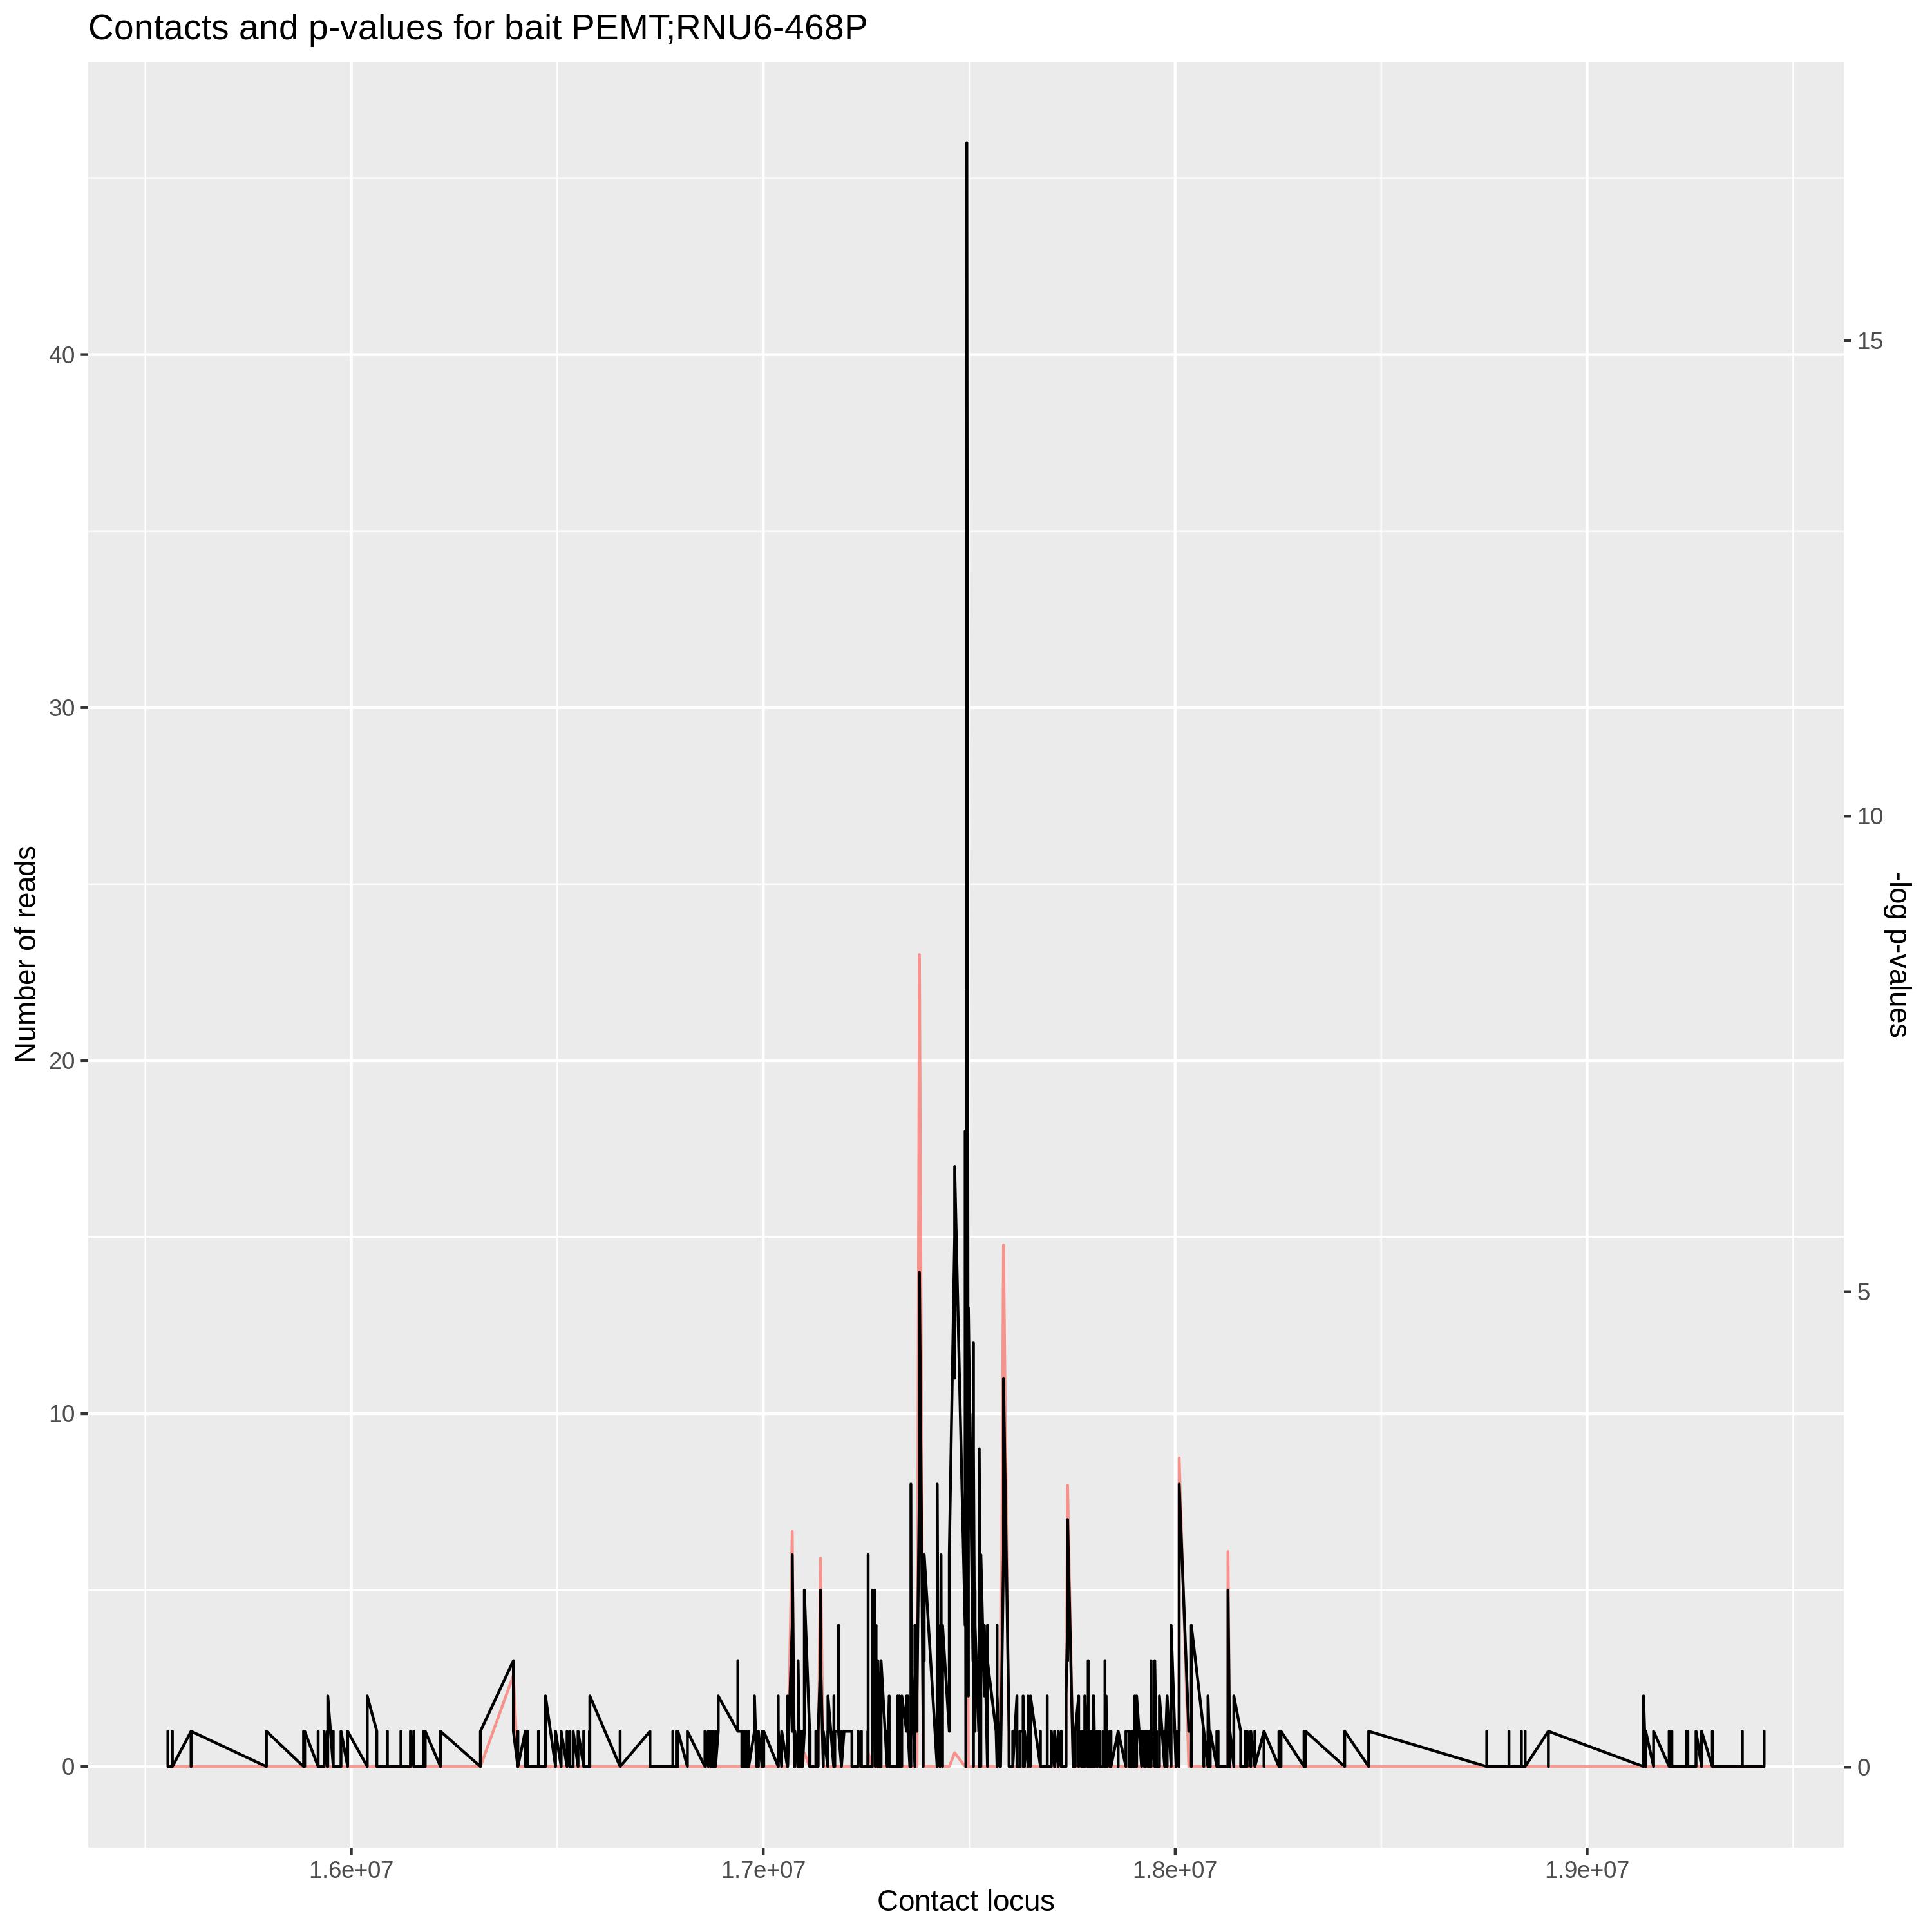 Contacts and p-values for bait PEMT;RNU6-468P
Number of reads
40
30
20
10
0
15
10
5
0
-log p-values
1.6e+07
1.7e+07
1.8e+07
1.9e+07
Contact locus